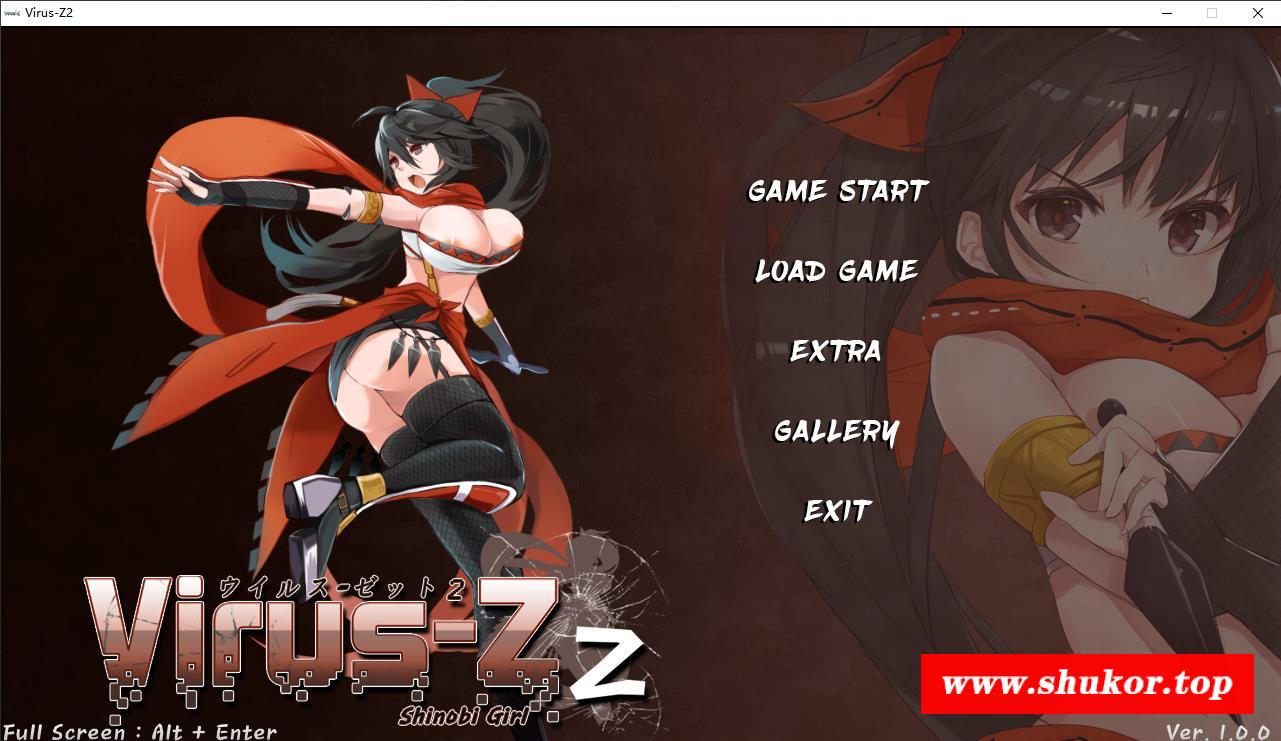 Virus-Z2
GAME START
LOAD GAME
EXTRA
GALLERY
EXIT
ウイルス-ゼット2
Virus-Z
2
Shinobi Girl
www.shukor.top
Full Screen : Alt + Enter
Ver. 1.0.0